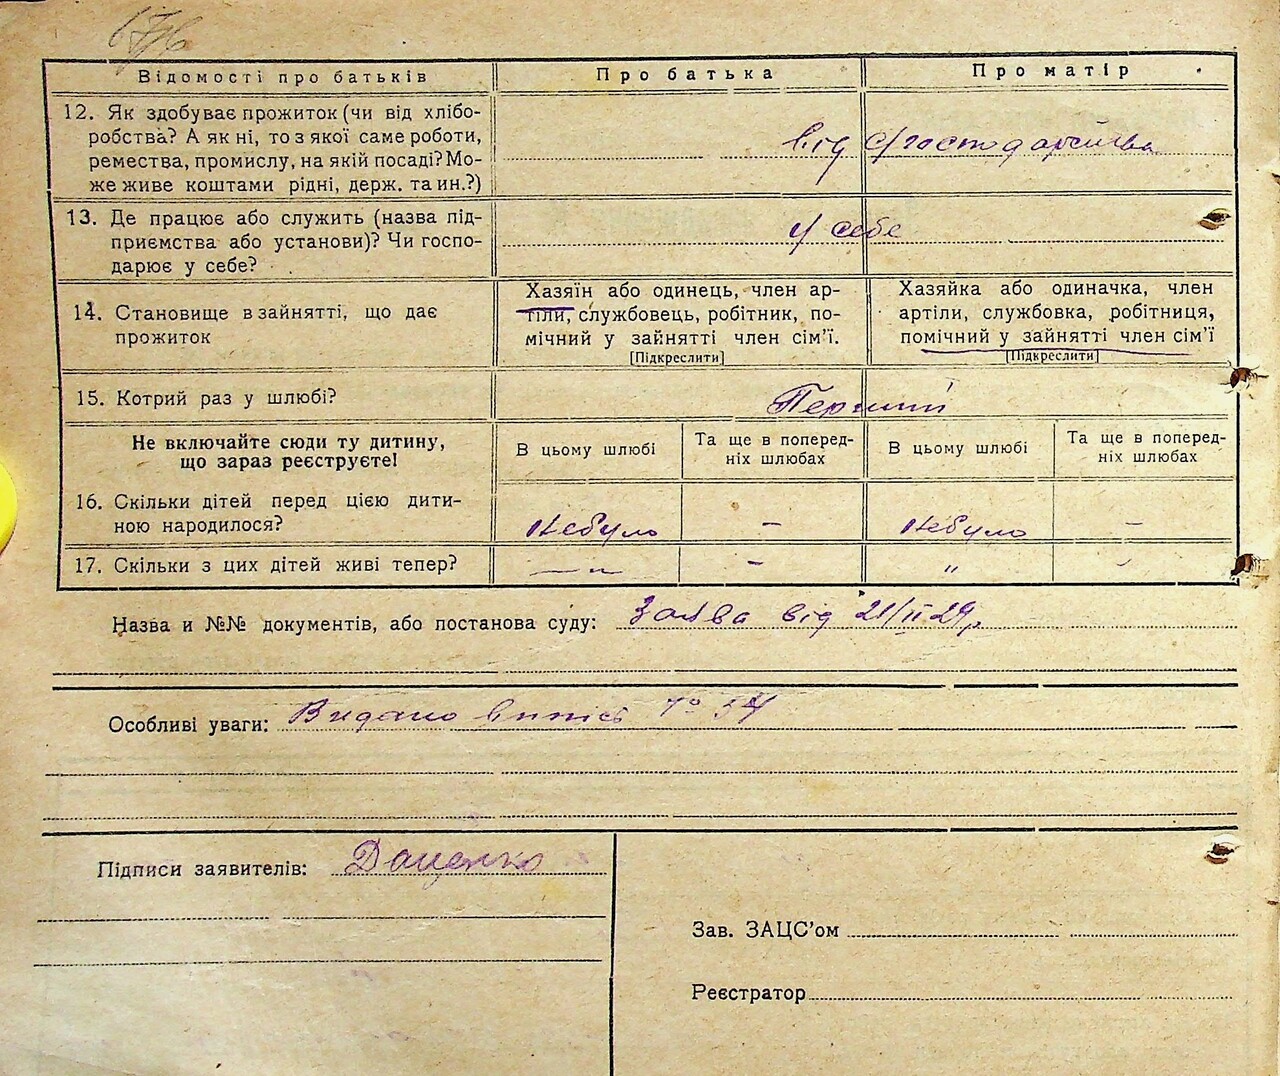 Відомості про батьків
Про батька
Про матір
12. Як здобуває прожиток (чи від хлібо-
робства? А як ні, то з якої саме роботи,
ремества, промислу, на якій посаді? Мо-
же живе коштами рідні, держ. та ин.?)
від с/господарства
13. Де працює або служить (назва під-
приємства або установи)? Чи госпо-
дарює у себе?
у себе
14. Становище в зайнятті, що дає
прожиток
Хазяїн або одинець, член ар-
тіли, службовець, робітник, по-
мічний у зайнятті член сім’ї.
[Підкреслити]
Хазяйка або одиначка, член
артіли, службовка, робітниця,
помічний у зайнятті член сім’ї
[Підкреслити]
15. Котрий раз у шлюбі?
Перший
Не включайте сюди ту дитину,
що зараз реєструєте!
В цьому шлюбі
Та ще в поперед-
ніх шлюбах
В цьому шлюбі
Та ще в поперед-
ніх шлюбах
16. Скільки дітей перед цією дити-
ною народилося?
Небуло
–
Небуло
–
17. Скільки з цих дітей живі тепер?
— „ —
–
„
–
Назва и №№ документів, або постанова суду: Заява від 21/II 29р.
Особливі уваги: Видано випис № 54
Підписи заявителів: Даценко
Зав. ЗАЦС’ом
Реєстратор